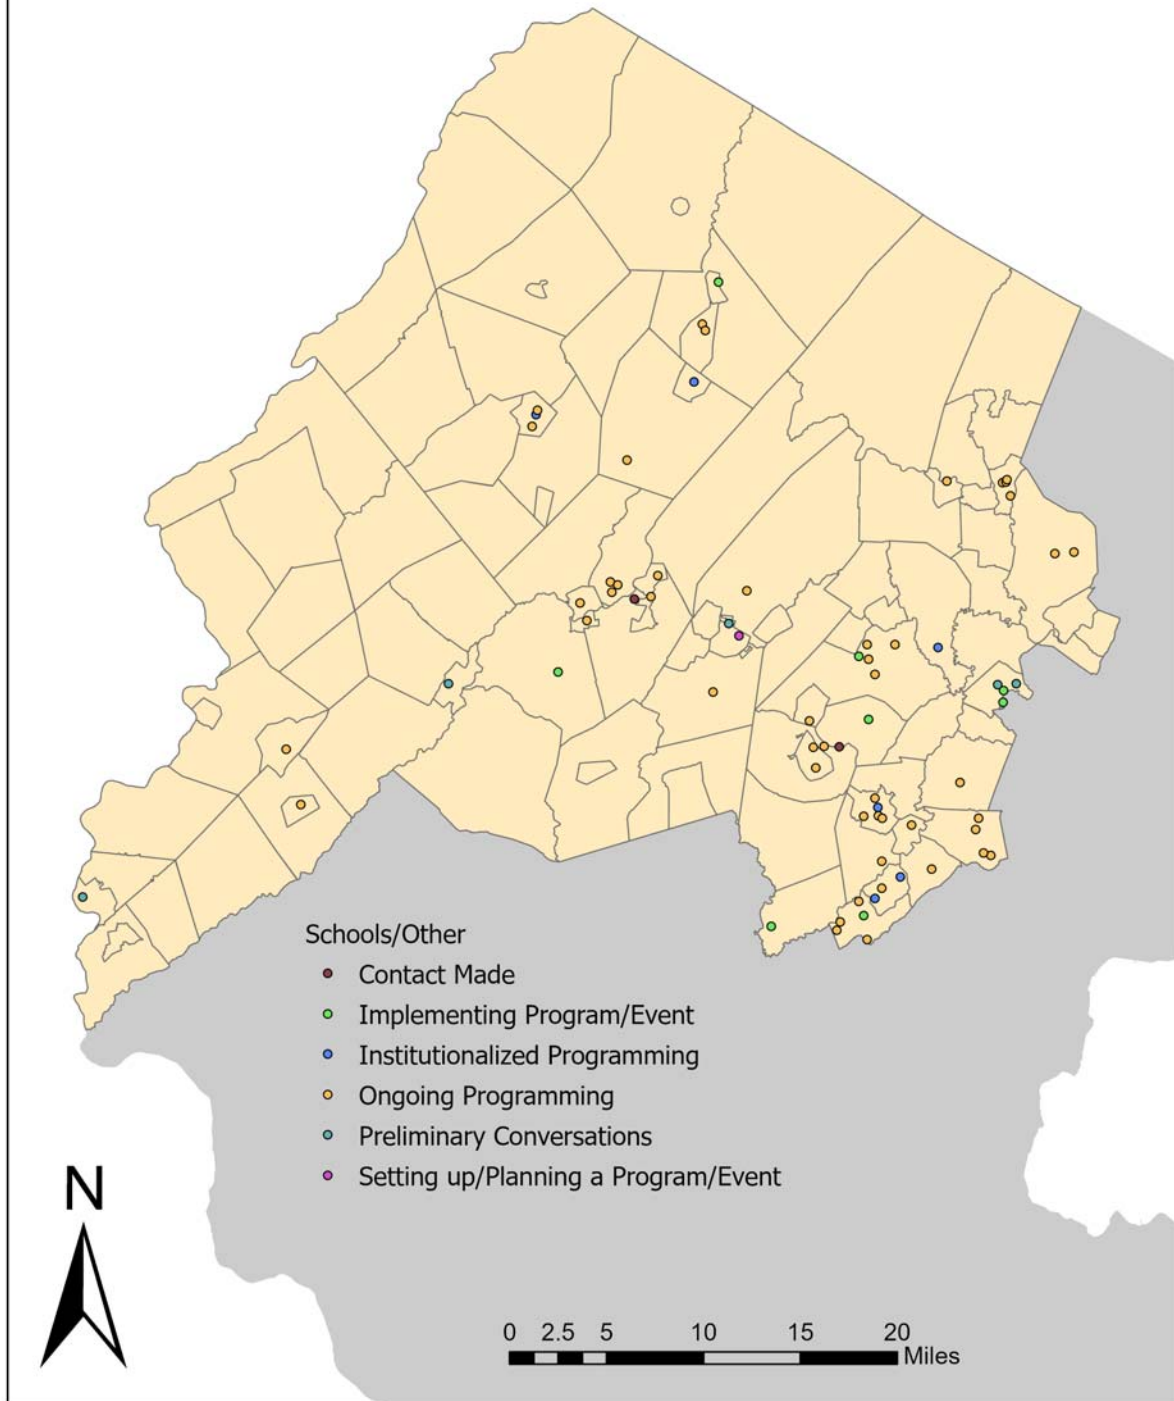 Schools/Other
Contact Made
Implementing Program/Event
Institutionalized Programming
Ongoing Programming
Preliminary Conversations
Setting up/Planning a Program/Event
N
0 2.5 5 10 15 20
Miles